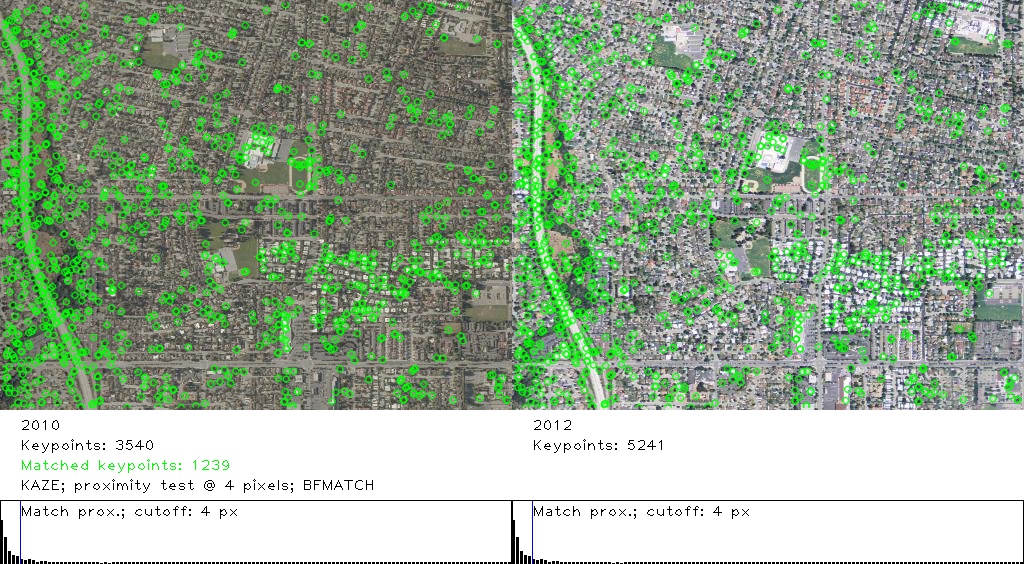 2010
Keypoints: 3540
Matched keypoints: 1239
KAZE; proximity test @ 4 pixels; BFMATCH
2012
Keypoints: 5241
Match prox.; cutoff: 4 px
Match prox.; cutoff: 4 px